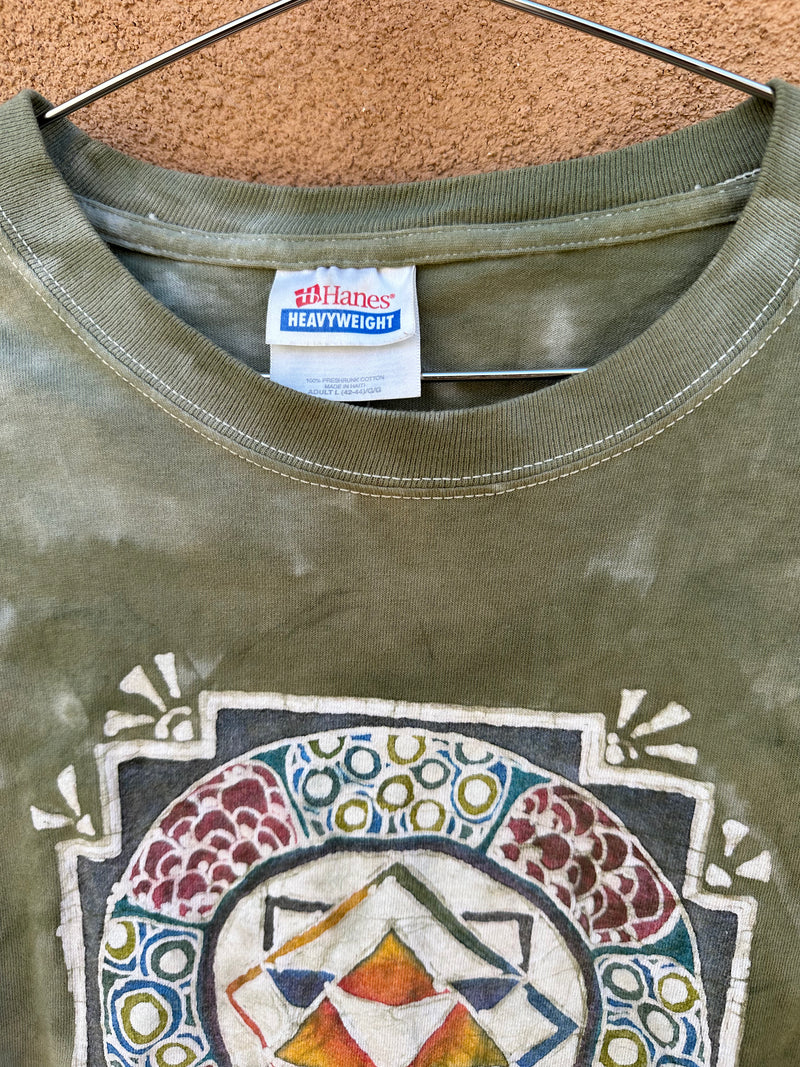 Hanes®
HEAVYWEIGHT
100% PRESHRUNK COTTON
MADE IN HAITI
ADULT L (42-44)/G/G